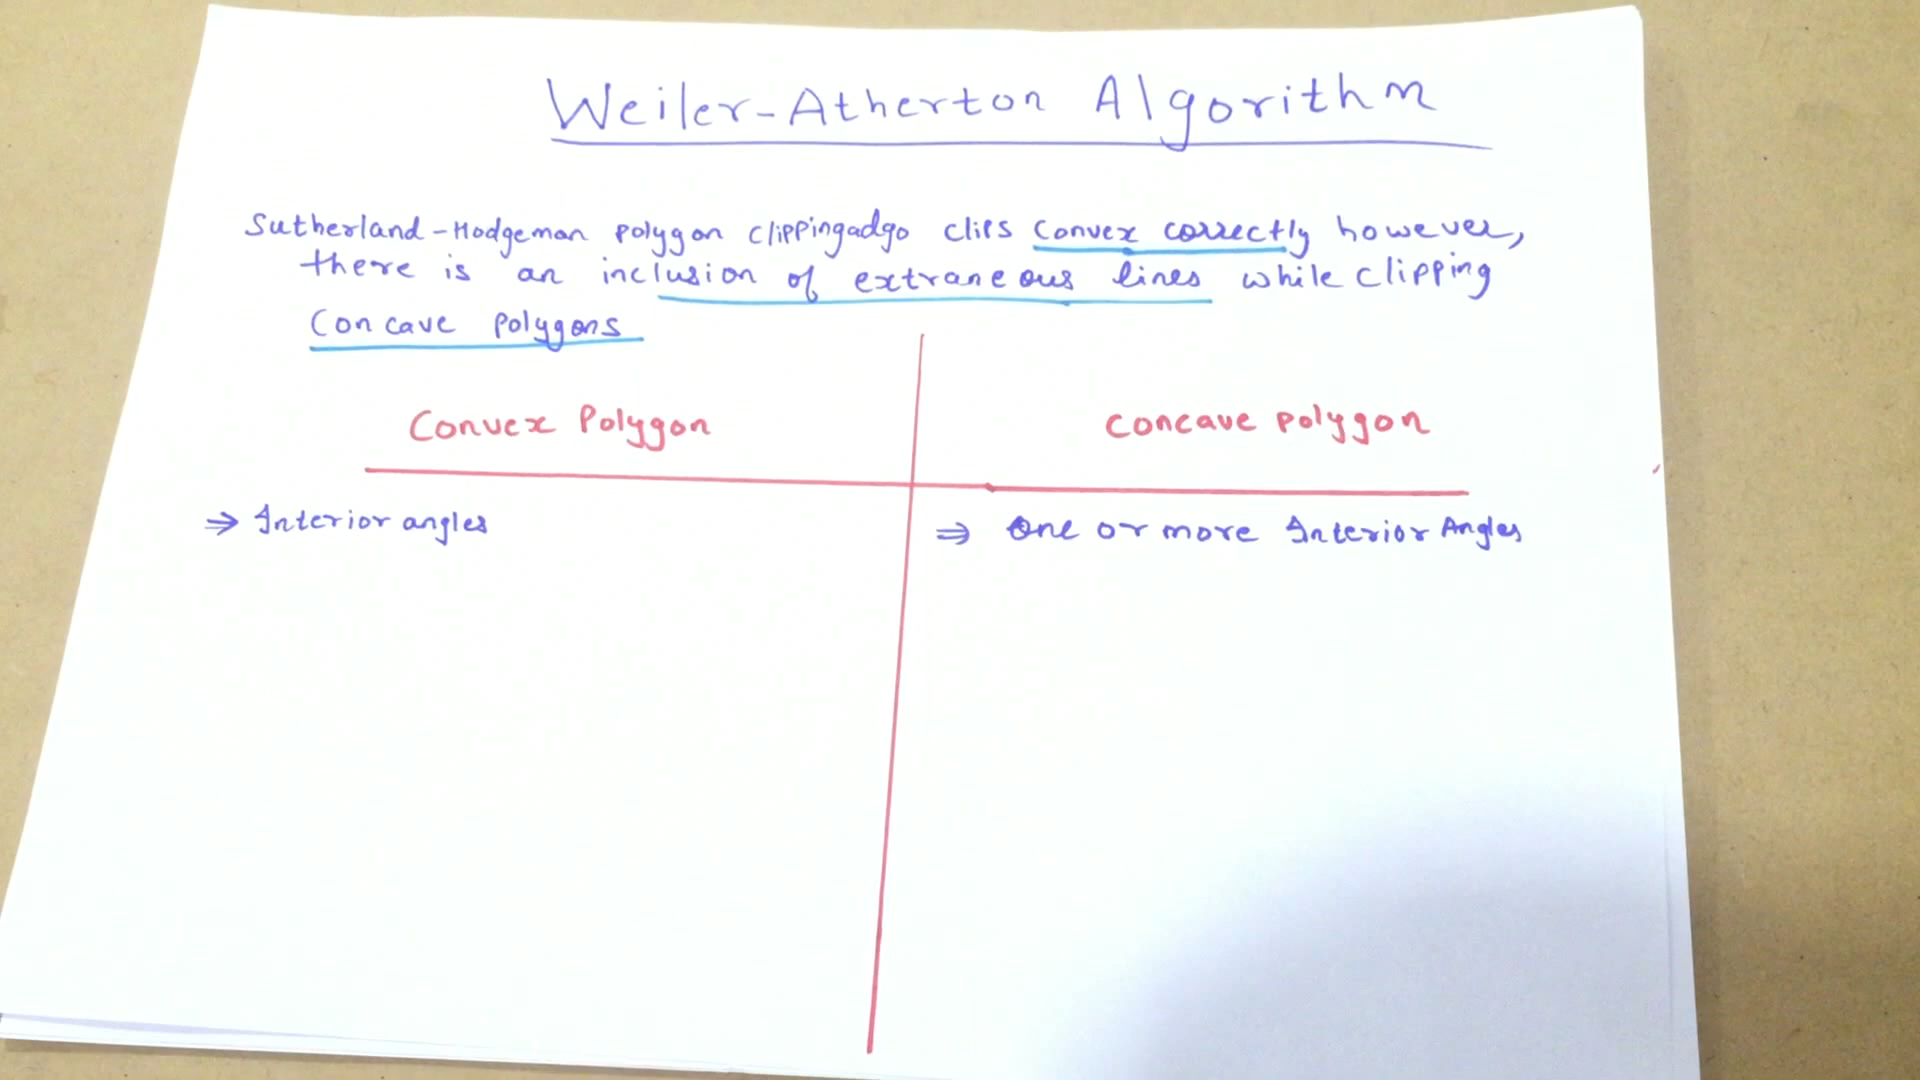 Weiler-Atherton Algorithm
Sutherland-Hodgeman polygon clippingadgo clips convex correctly however,
there is an inclusion of extraneous lines while clipping
Concave polygons
Convex Polygon
⇒ Interior angles
concave polygon
⇒ One or more Interior Angles